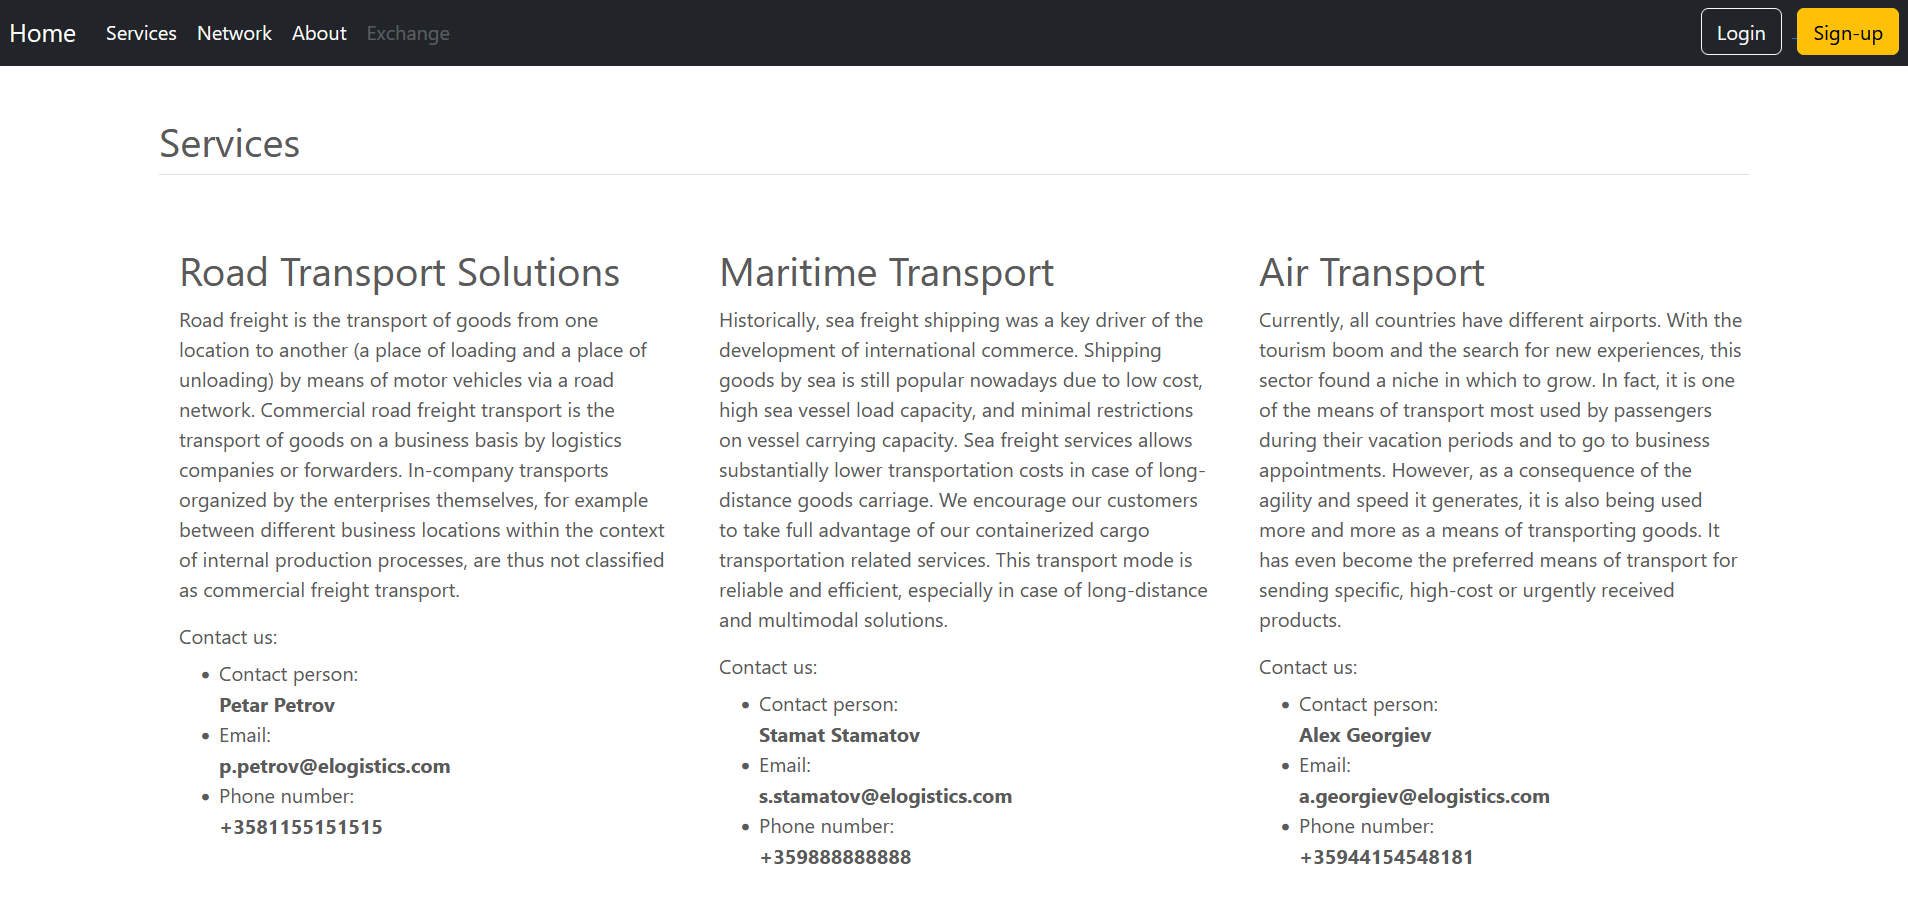 Home Services Network About Exchange Login Sign-up
Services
Road Transport Solutions
Road freight is the transport of goods from one
location to another (a place of loading and a place of
unloading) by means of motor vehicles via a road
network. Commercial road freight transport is the
transport of goods on a business basis by logistics
companies or forwarders. In-company transports
organized by the enterprises themselves, for example
between different business locations within the context
of internal production processes, are thus not classified
as commercial freight transport.
Contact us:
• Contact person:
Petar Petrov
• Email:
p.petrov@elogistics.com
• Phone number:
+3581155151515
Maritime Transport
Historically, sea freight shipping was a key driver of the
development of international commerce. Shipping
goods by sea is still popular nowadays due to low cost,
high sea vessel load capacity, and minimal restrictions
on vessel carrying capacity. Sea freight services allows
substantially lower transportation costs in case of long-
distance goods carriage. We encourage our customers
to take full advantage of our containerized cargo
transportation related services. This transport mode is
reliable and efficient, especially in case of long-distance
and multimodal solutions.
Contact us:
• Contact person:
Stamat Stamatov
• Email:
s.stamatov@elogistics.com
• Phone number:
+359888888888
Air Transport
Currently, all countries have different airports. With the
tourism boom and the search for new experiences, this
sector found a niche in which to grow. In fact, it is one
of the means of transport most used by passengers
during their vacation periods and to go to business
appointments. However, as a consequence of the
agility and speed it generates, it is also being used
more and more as a means of transporting goods. It
has even become the preferred means of transport for
sending specific, high-cost or urgently received
products.
Contact us:
• Contact person:
Alex Georgiev
• Email:
a.georgiev@elogistics.com
• Phone number:
+35944154548181